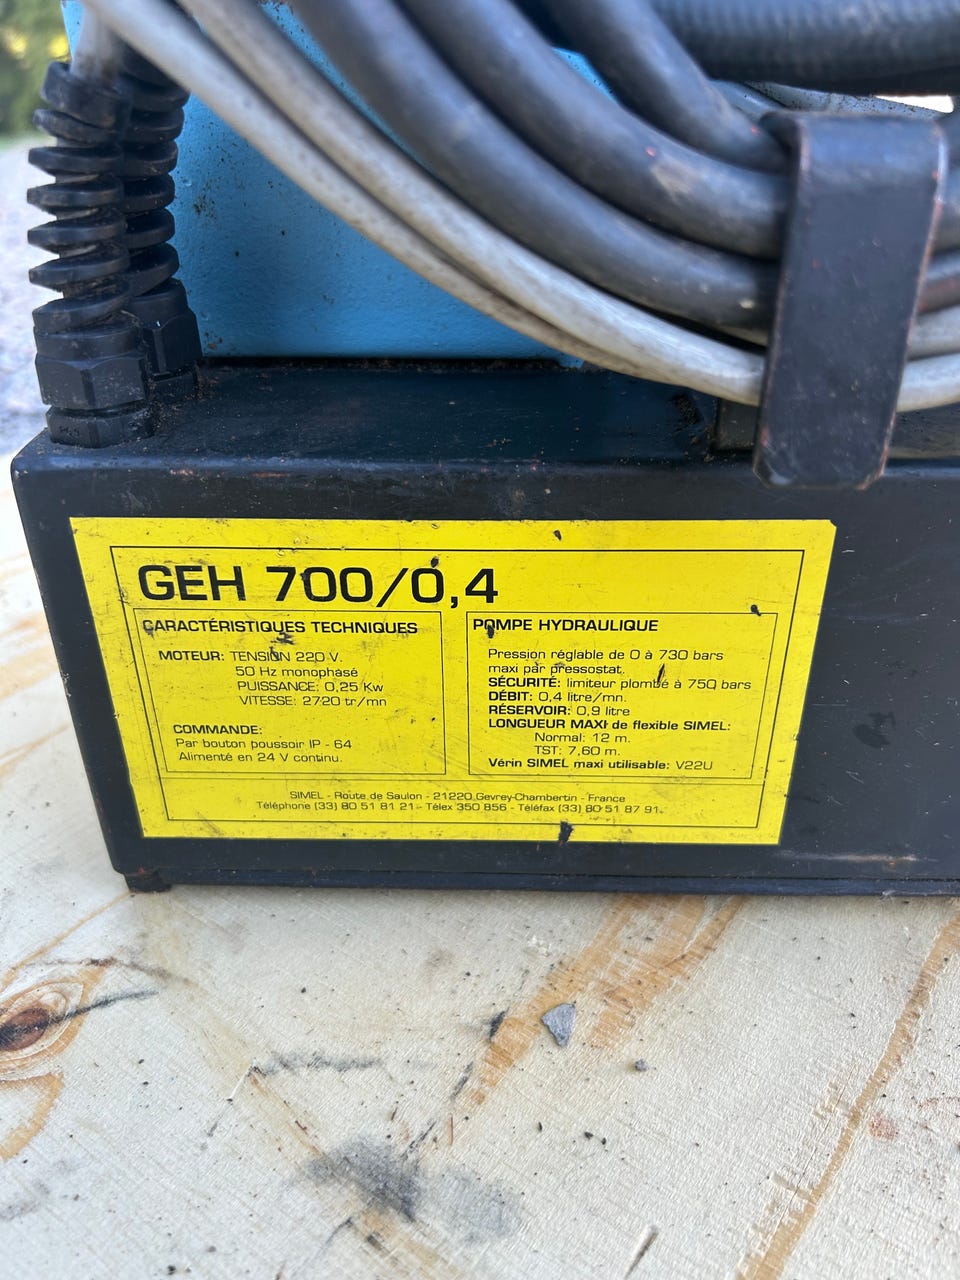 GEH 700/0,4
CARACTÉRISTIQUES TECHNIQUES
MOTEUR: TENSION 220 V.
50 Hz monophasé
PUISSANCE: 0,25 Kw
VITESSE: 2720 tr/mn
COMMANDE:
Par bouton poussoir IP - 64
Alimenté en 24 V continu.
POMPE HYDRAULIQUE
Pression réglable de 0 à 730 bars
maxi par pressostat.
SÉCURITÉ: limiteur plombé à 750 bars
DÉBIT: 0,4 litre/mn.
RÉSERVOIR: 0,9 litre
LONGUEUR MAXI de flexible SIMEL:
Normal: 12 m.
TST: 7,60 m.
Vérin SIMEL maxi utilisable: V22U
SIMEL - Route de Saulon - 21220 Gevrey-Chambertin - France
Téléphone (33) 80 51 81 21 - Télex 350 856 - Téléfax (33) 80 51 87 91